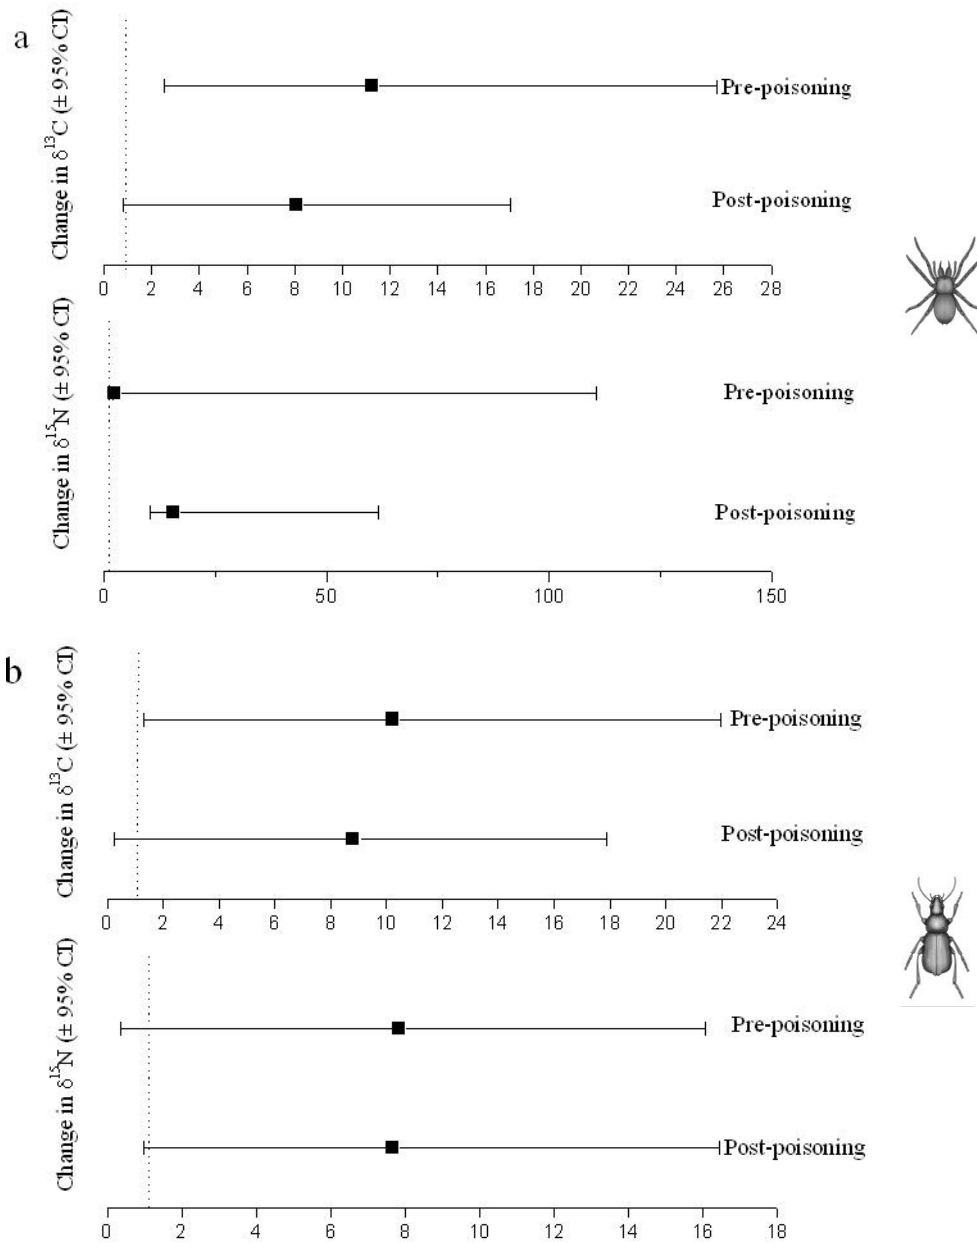 a
Change in δ¹³C (± 95% CI)
Pre-poisoning
Post-poisoning
0 2 4 6 8 10 12 14 16 18 20 22 24 26 28
Change in δ¹⁵N (± 95% CI)
Pre-poisoning
Post-poisoning
0 50 100 150
b
Change in δ¹³C (± 95% CI)
Pre-poisoning
Post-poisoning
0 2 4 6 8 10 12 14 16 18 20 22 24
Change in δ¹⁵N (± 95% CI)
Pre-poisoning
Post-poisoning
0 2 4 6 8 10 12 14 16 18